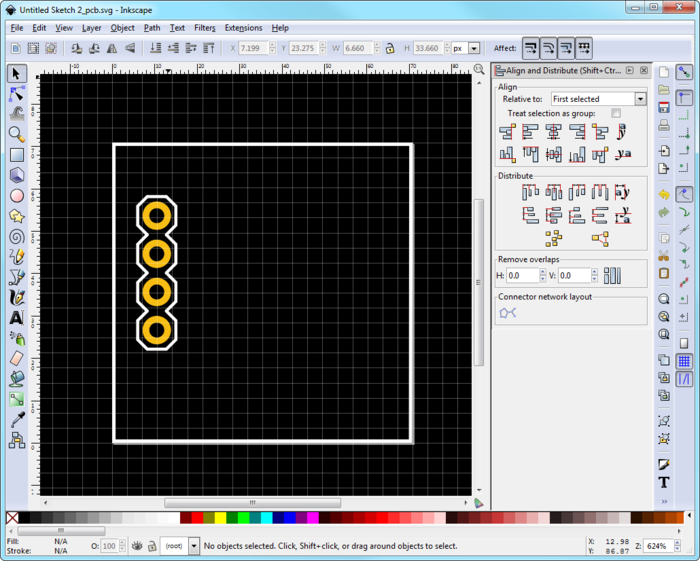 Untitled Sketch 2_pcb.svg - Inkscape
File Edit View Layer Object Path Text Filters Extensions Help
X 7.199 Y 23.275 W 6.660 H 33.660 px Affect:
Align and Distribute (Shift+Ctr...
Align
Relative to: First selected
Treat selection as group:
Distribute
Remove overlaps
H: 0.0 V: 0.0
Connector network layout
Fill: N/A
Stroke: N/A
O: 100
(root)
No objects selected. Click, Shift+click, or drag around objects to select.
X: 12.98
Y: 86.87
Z: 624%